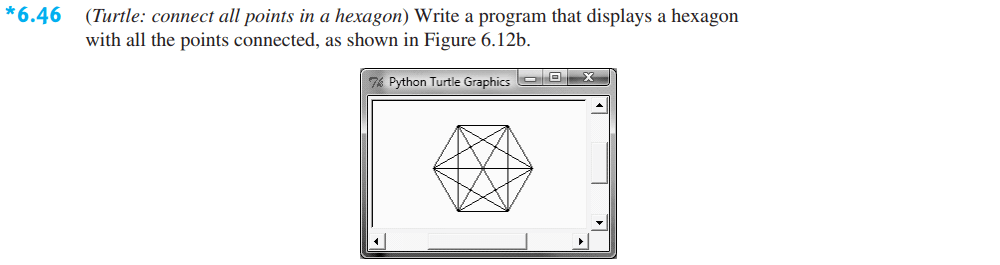 *6.46 (Turtle: connect all points in a hexagon) Write a program that displays a hexagon
with all the points connected, as shown in Figure 6.12b.
Python Turtle Graphics